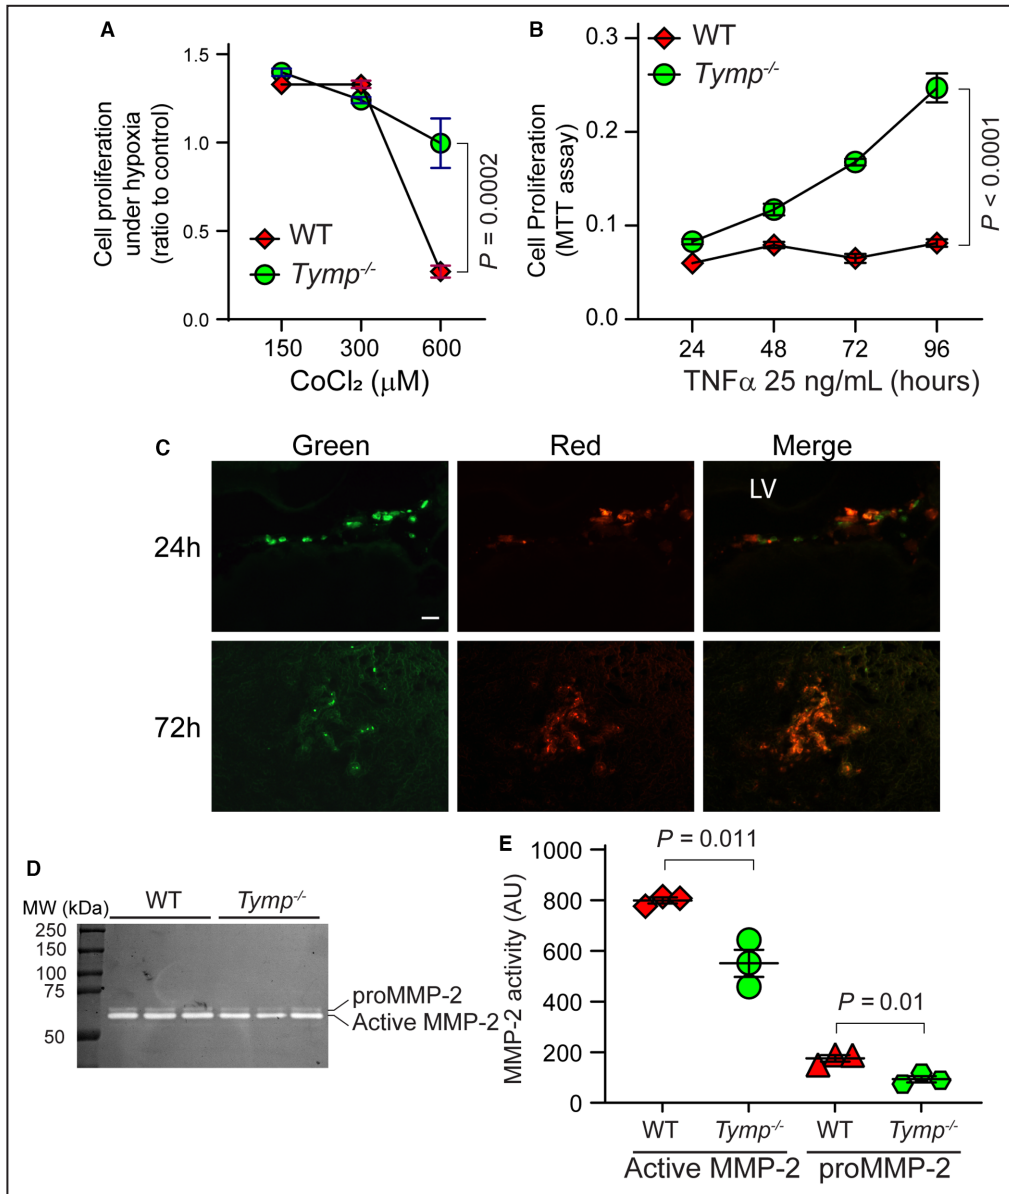 A
Cell proliferation
under hypoxia
(ratio to control)
1.5
1.0
0.5
0.0
WT
Tymp-/-
P = 0.0002
150 300 600
CoCl₂ (μM)
B
Cell Proliferation
(MTT assay)
0.3
0.2
0.1
0.0
WT
Tymp-/-
P < 0.0001
24 48 72 96
TNFα 25 ng/mL (hours)
C
Green Red Merge
24h
LV
72h
D
MW (kDa)
WT Tymp-/-
250
150
100
75
50
proMMP-2
Active MMP-2
E
MMP-2 activity (AU)
1000
800
600
400
200
0
P = 0.011
P = 0.01
WT Tymp-/- WT Tymp-/-
Active MMP-2 proMMP-2